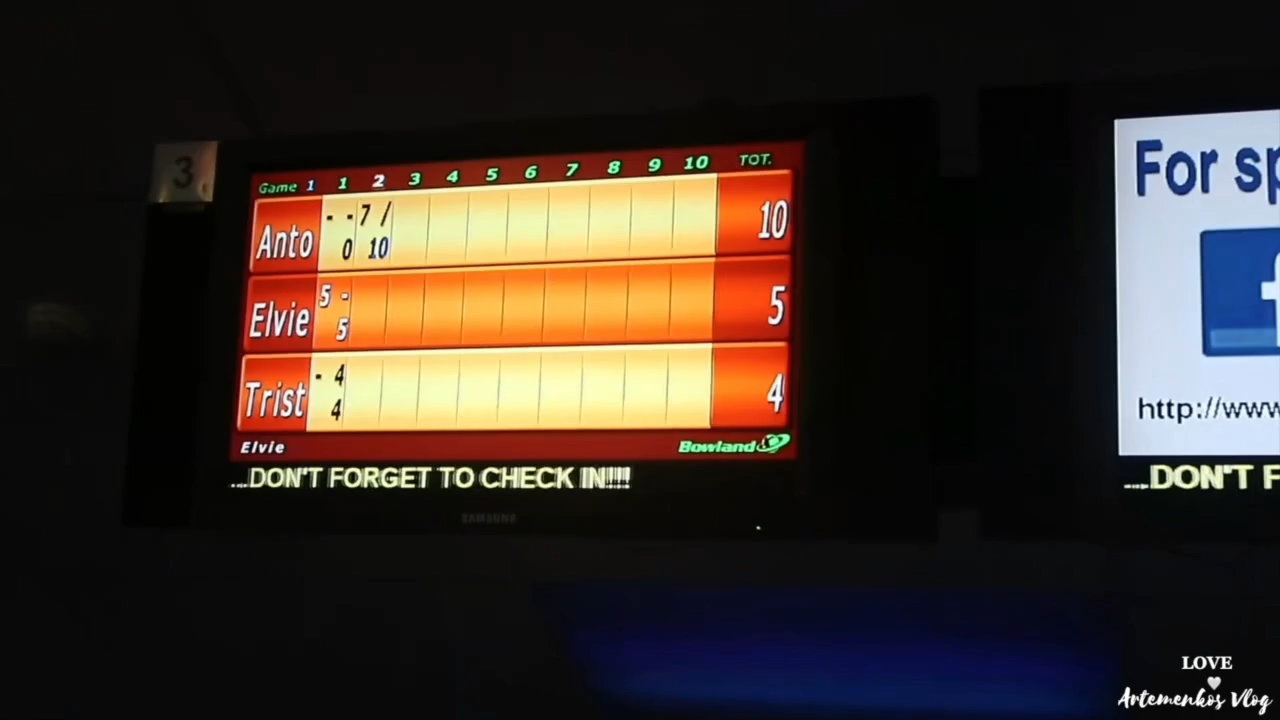 3
Game 1 1 2 3 4 5 6 7 8 9 10 TOT.
Anto - - 7 / 10
0 10
Elvie 5 - 5
5
Trist - 4 4
4
Elvie Bowland
...DON'T FORGET TO CHECK IN!!!!
SAMSUNG
For sp
f
http://www
...DON'T F
LOVE
Artemenkos Vlog